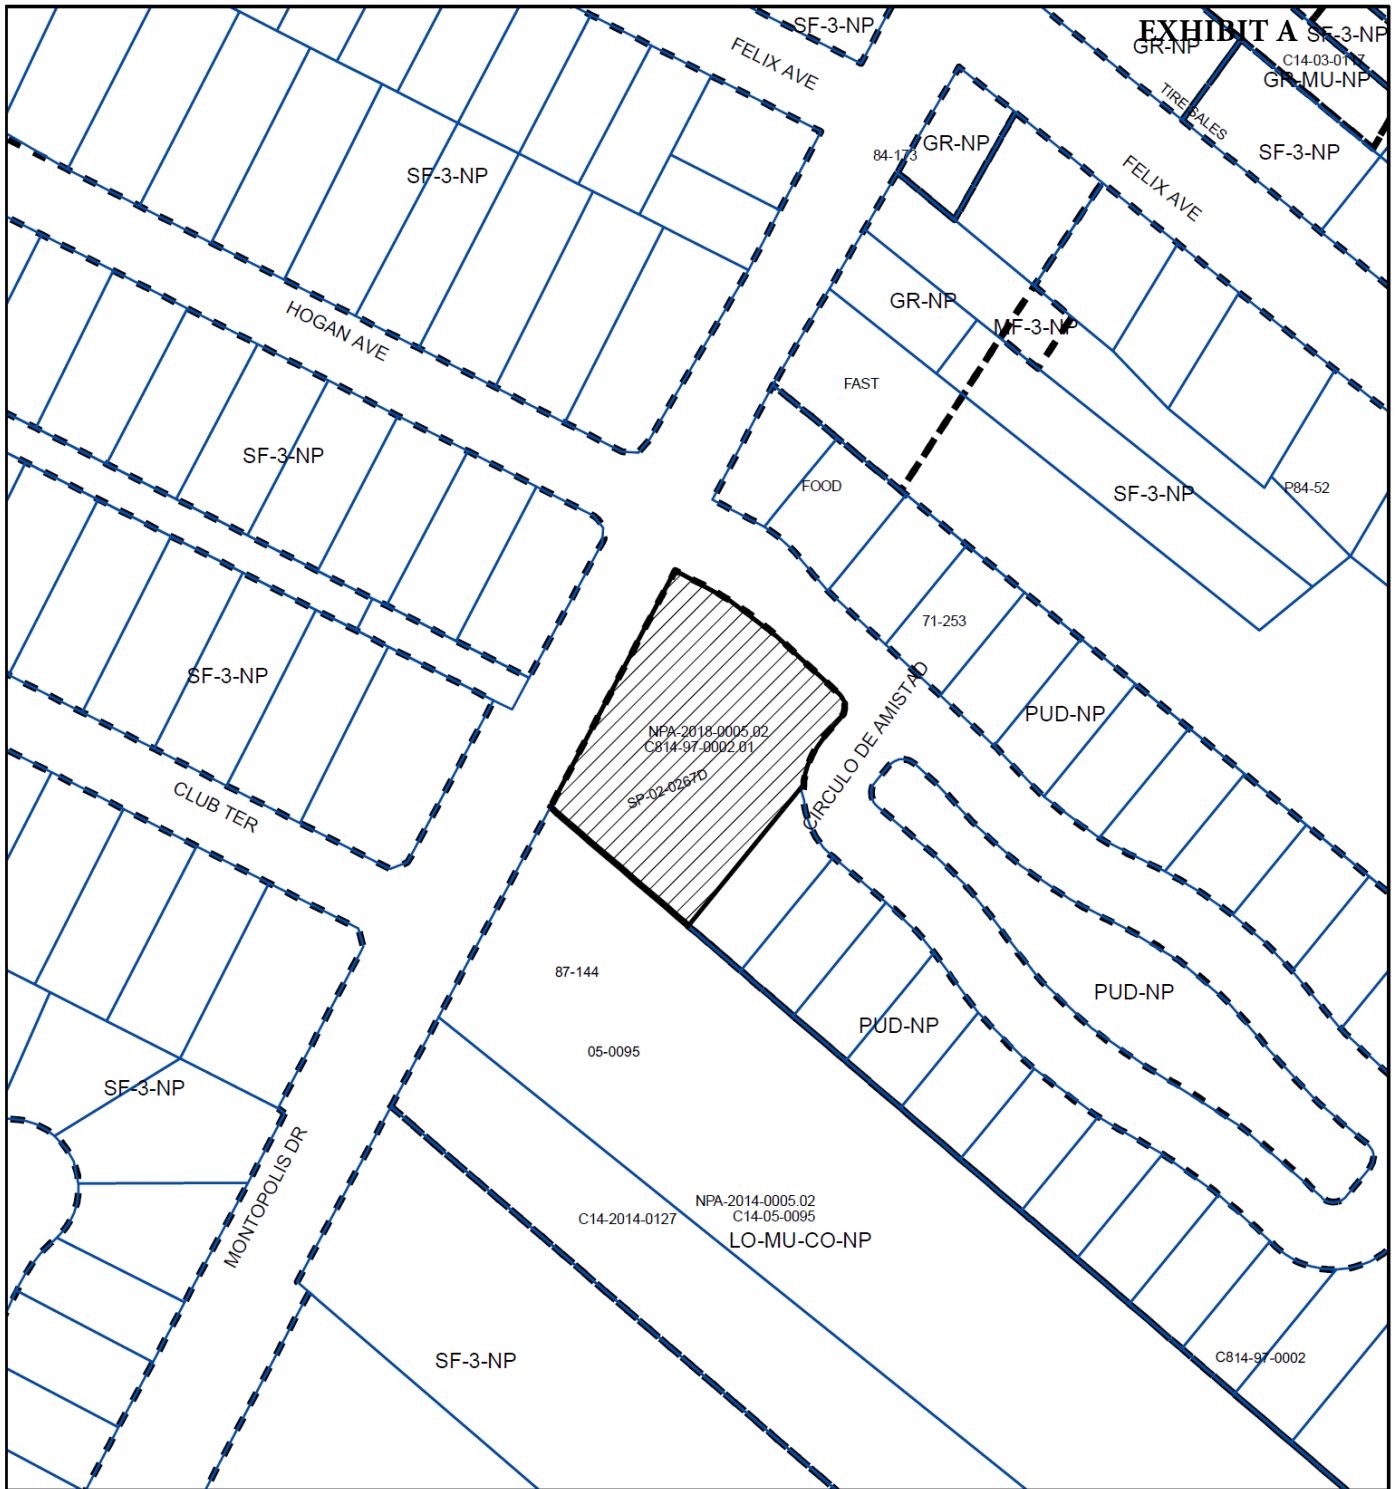 EXHIBIT A
SF-3-NP
SF-3-NP
GR-NP
C14-03-0117
GR-MU-NP
FELIX AVE
TIRE SALES
SF-3-NP
GR-NP
84-173
FELIX AVE
SF-3-NP
GR-NP
MF-3-NP
HOGAN AVE
FAST
SF-3-NP
FOOD
SF-3-NP
P84-52
71-253
SF-3-NP
PUD-NP
NPA-2018-0005.02
C814-97-0002.01
SP-02-0267D
CIRCULO DE AMISTAD
CLUB TER
87-144
PUD-NP
PUD-NP
05-0095
SF-3-NP
MONTOPOLIS DR
NPA-2014-0005.02
C14-2014-0127
C14-05-0095
LO-MU-CO-NP
SF-3-NP
C814-97-0002